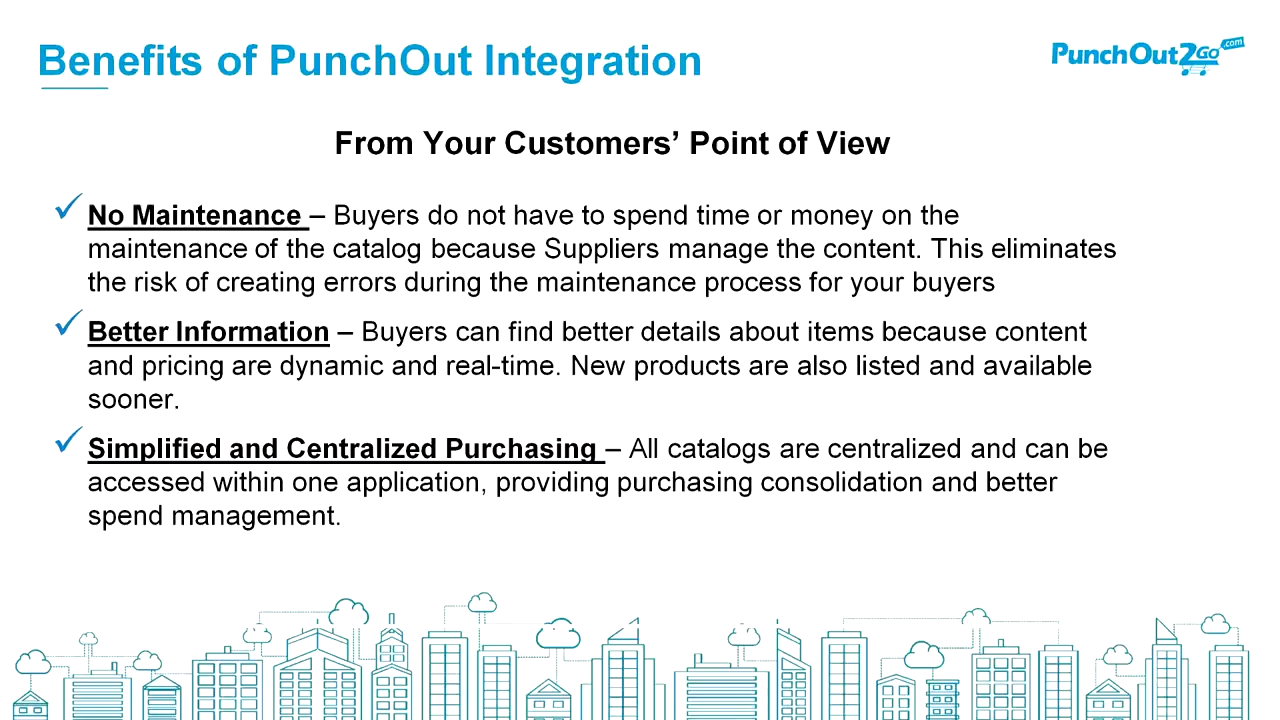 Benefits of PunchOut Integration
PunchOut2Go.com
From Your Customers’ Point of View
No Maintenance – Buyers do not have to spend time or money on the
maintenance of the catalog because Suppliers manage the content. This eliminates
the risk of creating errors during the maintenance process for your buyers
Better Information – Buyers can find better details about items because content
and pricing are dynamic and real-time. New products are also listed and available
sooner.
Simplified and Centralized Purchasing – All catalogs are centralized and can be
accessed within one application, providing purchasing consolidation and better
spend management.